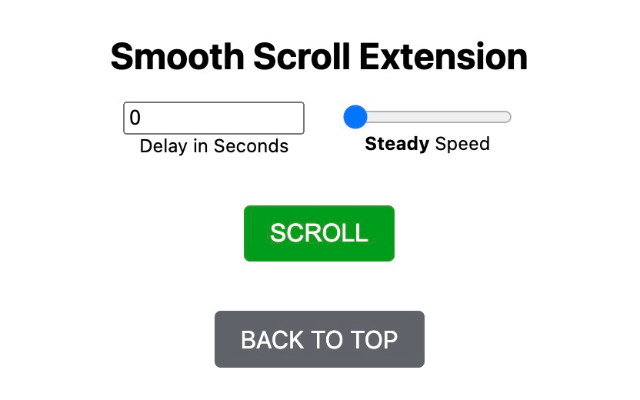 Smooth Scroll Extension
0
Delay in Seconds
Steady Speed
SCROLL
BACK TO TOP